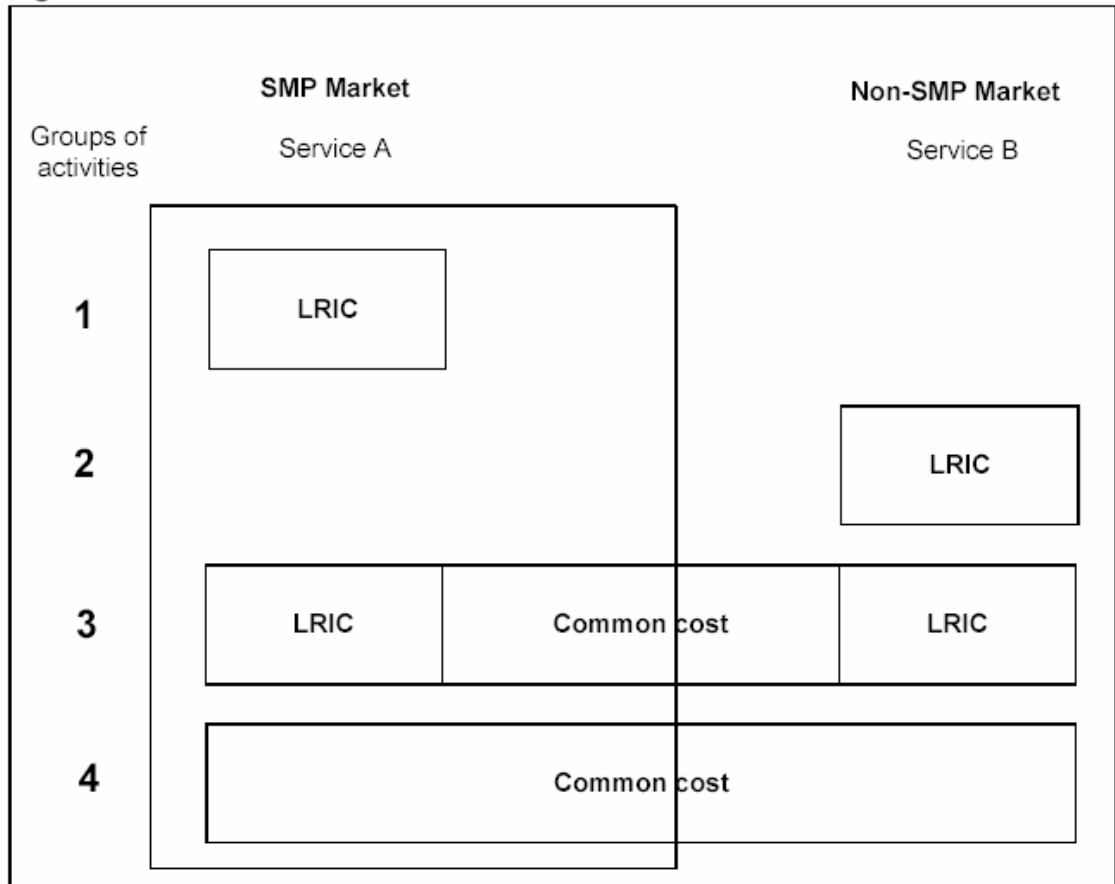 SMP Market
Non-SMP Market
Groups of
activities
Service A
Service B
1
LRIC
2
LRIC
3
LRIC
Common cost
LRIC
4
Common cost